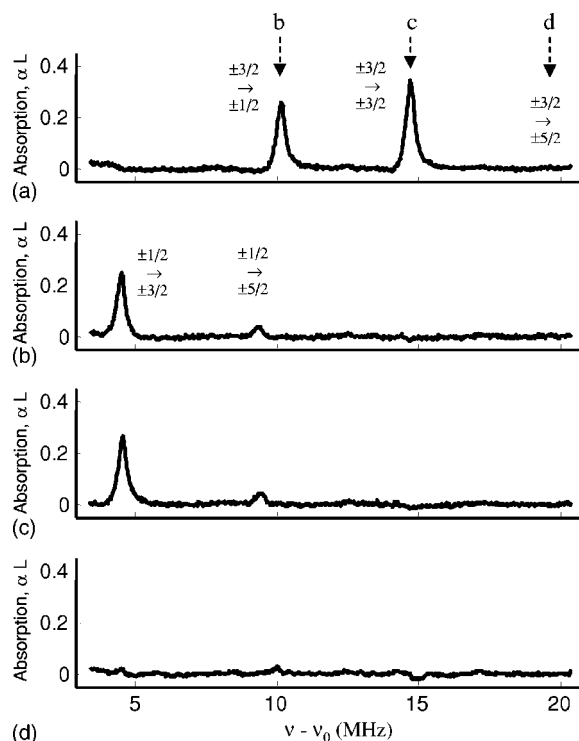 b c d
0.4
0.2
0
Absorption, α L
±3/2
→
±1/2
±3/2
→
±3/2
±3/2
→
±5/2
(a)
0.4
0.2
0
Absorption, α L
±1/2
→
±3/2
±1/2
→
±5/2
(b)
0.4
0.2
0
Absorption, α L
(c)
0.4
0.2
0
Absorption, α L
5 10 15 20
(d)
ν - ν0 (MHz)